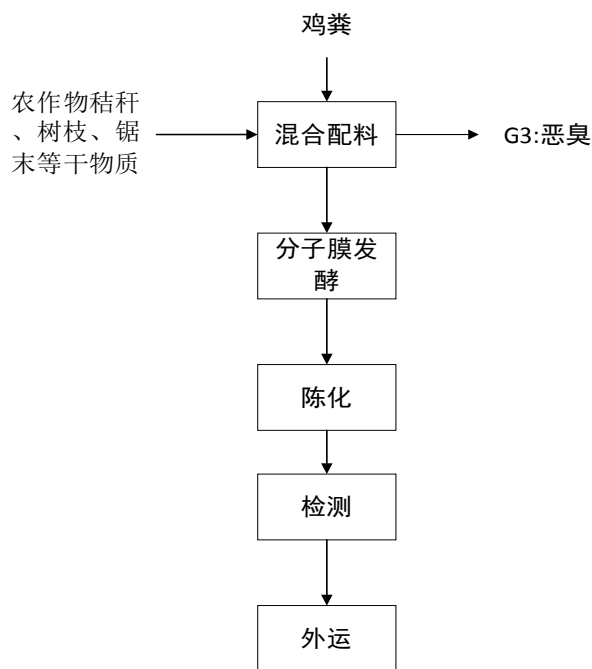 鸡粪
农作物秸秆
、树枝、锯
末等干物质
混合配料
G3:恶臭
分子膜发
酵
陈化
检测
外运